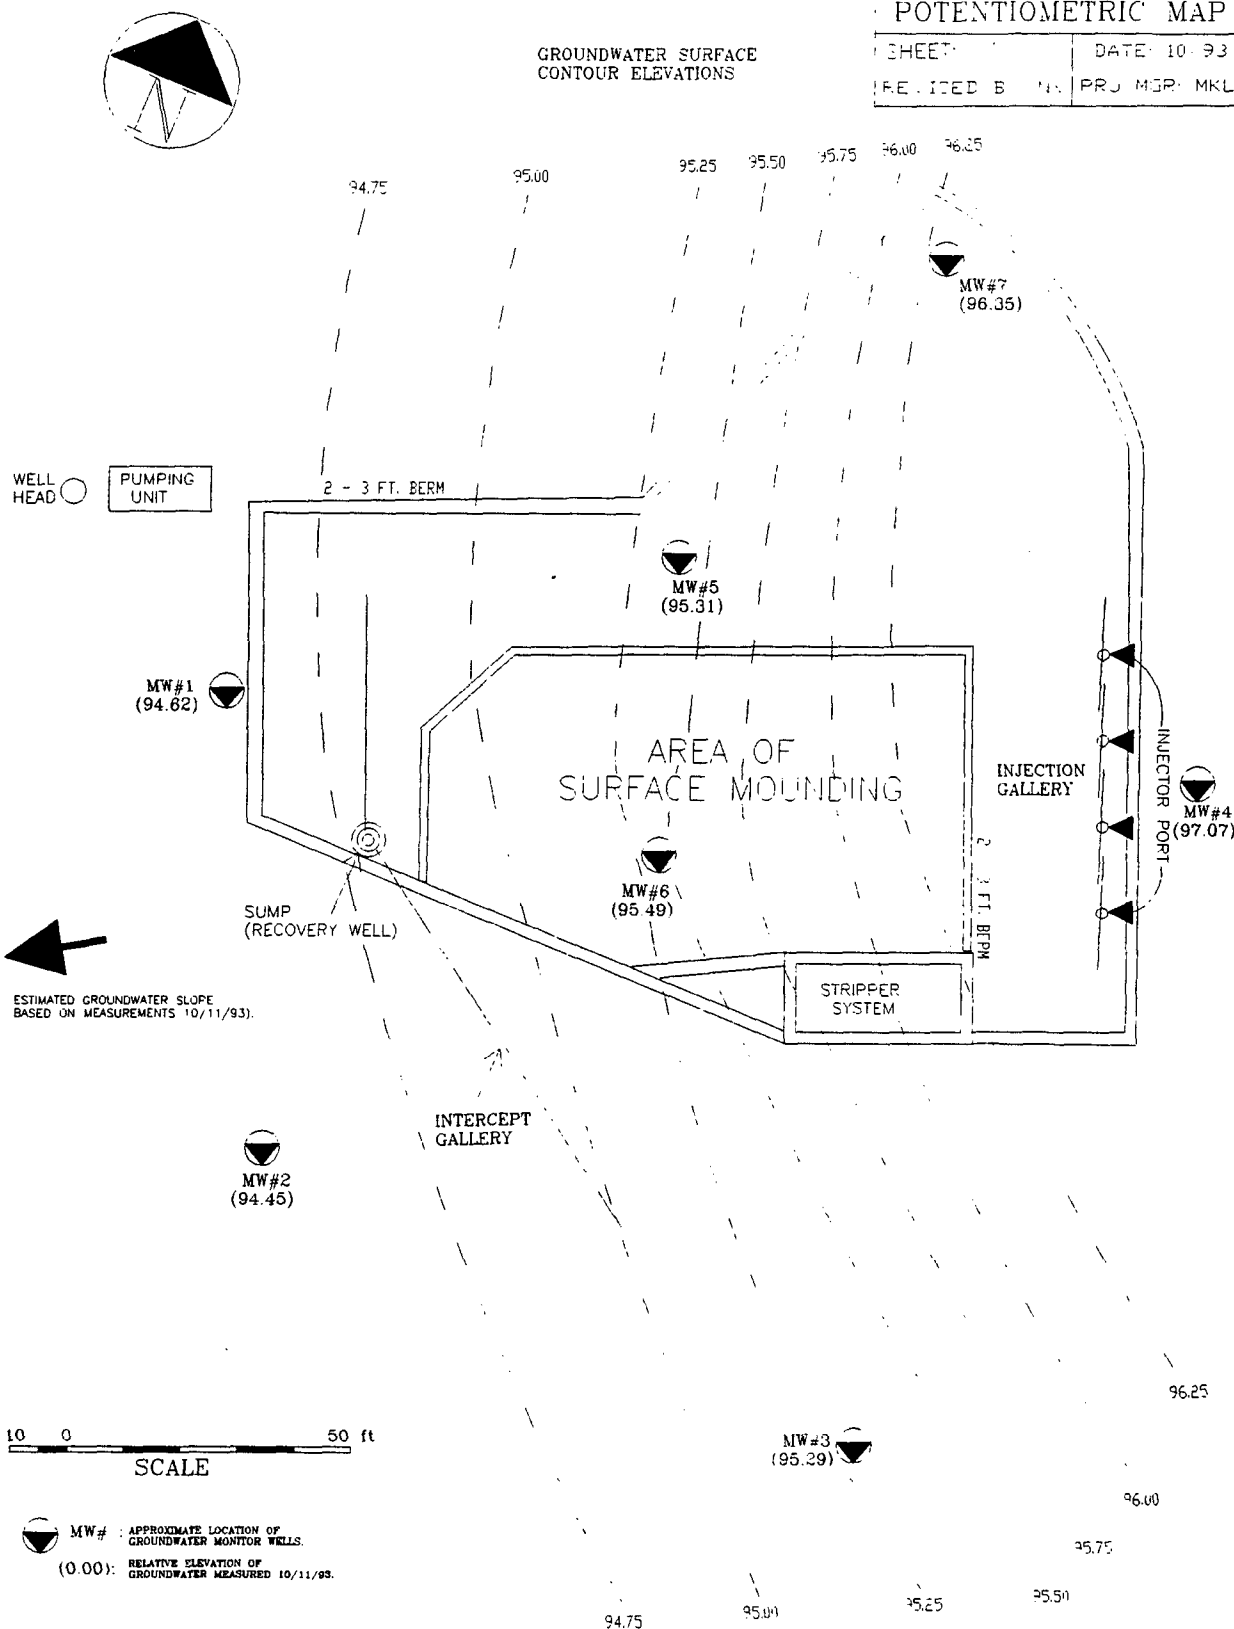 POTENTIOMETRIC MAP
SHEET:
DATE: 10-93
PRJ MGR: MKL
GROUNDWATER SURFACE
CONTOUR ELEVATIONS
94.75
95.00
95.25
95.50
95.75
96.00
96.25
MW#7
(96.35)
WELL
HEAD
PUMPING
UNIT
2 - 3 FT. BERM
MW#5
(95.31)
MW#1
(94.62)
AREA OF
SURFACE MOUNDING
INJECTION
GALLERY
INJECTOR PORT
MW#4
(97.07)
2 - 3 FT. BERM
MW#6
(95.49)
SUMP
(RECOVERY WELL)
STRIPPER
SYSTEM
ESTIMATED GROUNDWATER SLOPE
BASED ON MEASUREMENTS 10/11/93).
INTERCEPT
GALLERY
MW#2
(94.45)
96.25
MW#3
(95.29)
96.00
95.75
95.50
95.25
95.00
94.75
10 0 50 ft
SCALE
MW# : APPROXIMATE LOCATION OF
GROUNDWATER MONITOR WELLS.
(0.00): RELATIVE ELEVATION OF
GROUNDWATER MEASURED 10/11/93.